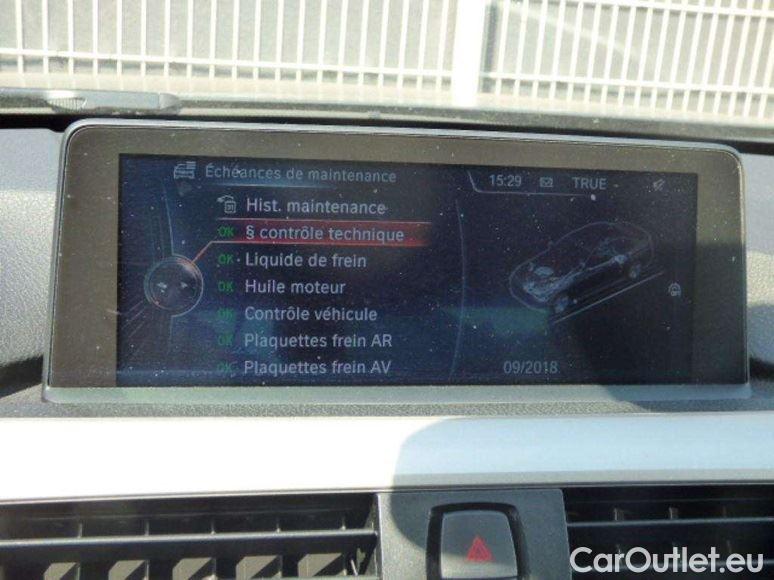 Échéances de maintenance
15:29 TRUE
Hist. maintenance
OK § contrôle technique
OK Liquide de frein
OK Huile moteur
OK Contrôle véhicule
OK Plaquettes frein AR
OK Plaquettes frein AV
09/2018
CarOutlet.eu